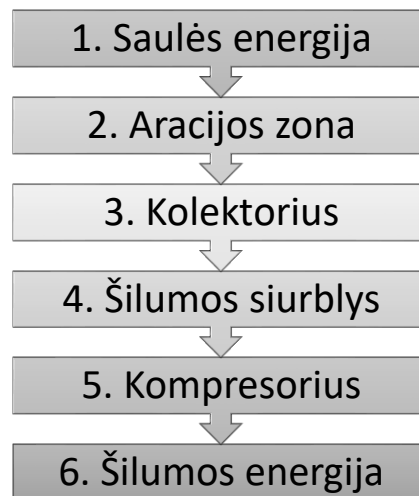 1. Saulės energija
2. Aracijos zona
3. Kolektorius
4. Šilumos siurblys
5. Kompresorius
6. Šilumos energija